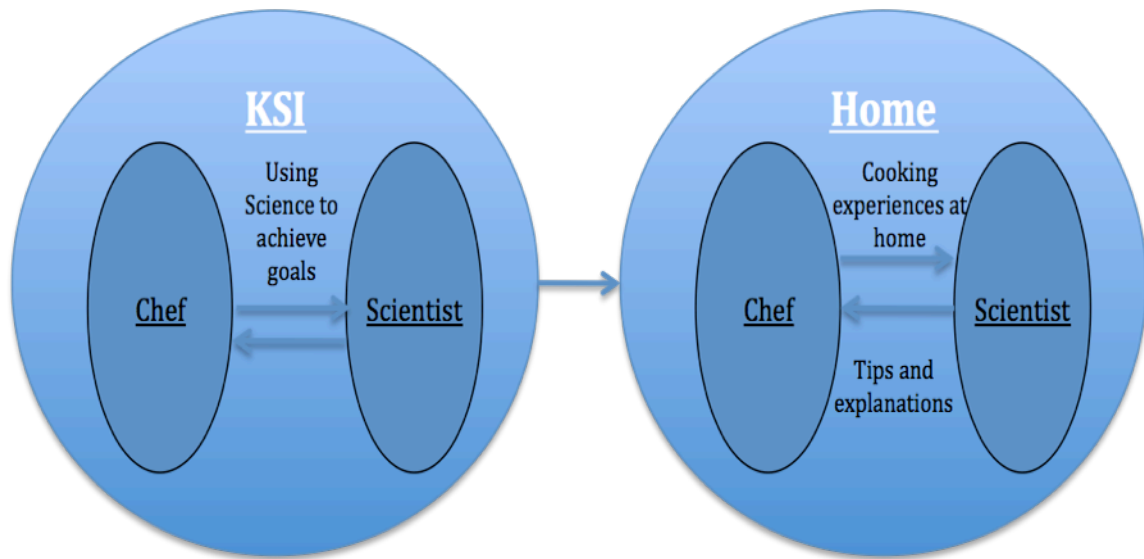 KSI
Using
Science to
achieve
goals
Chef
Scientist
Home
Cooking
experiences at
home
Chef
Scientist
Tips and
explanations